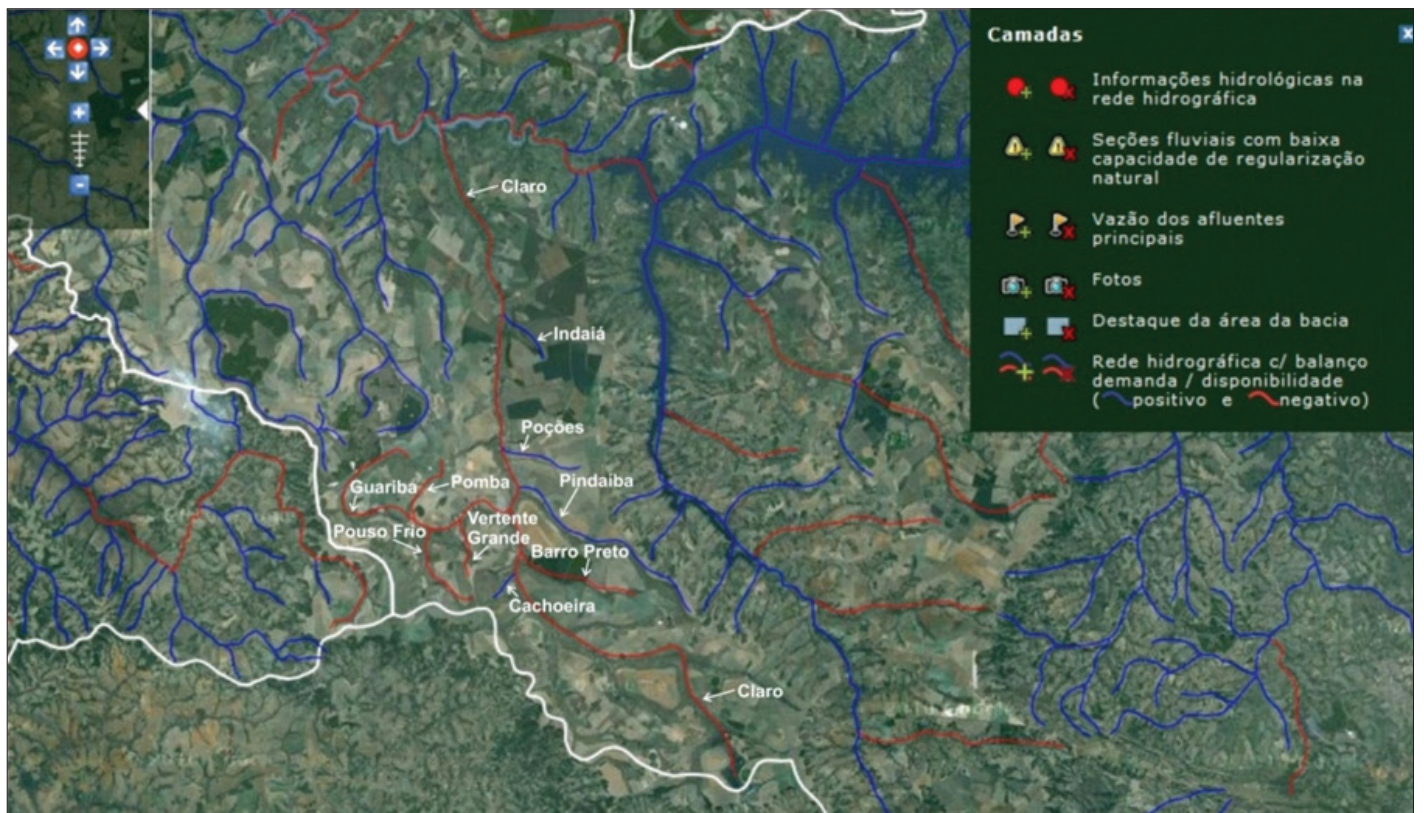 Camadas
Informações hidrológicas na
rede hidrográfica
Seções fluviais com baixa
capacidade de regularização
natural
Vazão dos afluentes
principais
Fotos
Destaque da área da bacia
Rede hidrográfica c/ balanço
demanda / disponibilidade
( positivo e negativo)
Claro
Indaiá
Poções
Pindaiba
Guariba
Pomba
Pouso Frio
Vertente
Grande
Barro Preto
Cachoeira
Claro